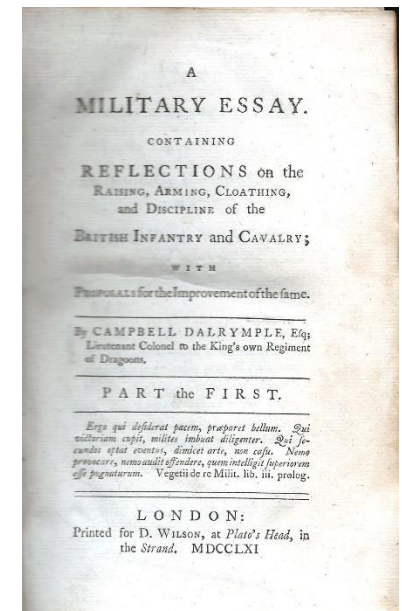 A
MILITARY ESSAY.
CONTAINING
REFLECTIONS on the
RAISING, ARMING, CLOATHING,
and DISCIPLINE of the
BRITISH INFANTRY and CAVALRY;
WITH
PROPOSALS for the Improvement of the ſame.
By CAMPBELL DALRYMPLE, Eſq;
Lieutenant Colonel to the King's own Regiment
of Dragoons.
PART the FIRST.
Ergo qui deſiderat pacem, præparet bellum. Qui
victoriam cupit, milites imbuat diligenter. Qui ſe-
cundos optat eventus, dimicet arte, non caſu. Nemo
provocare, nemo audit offendere, quem intelligit ſuperiorem
eſſe pugnaturum. Vegetii de re Milit. lib. iii. prolog.
LONDON:
Printed for D. WILSON, at Plato's Head, in
the Strand. MDCCLXI